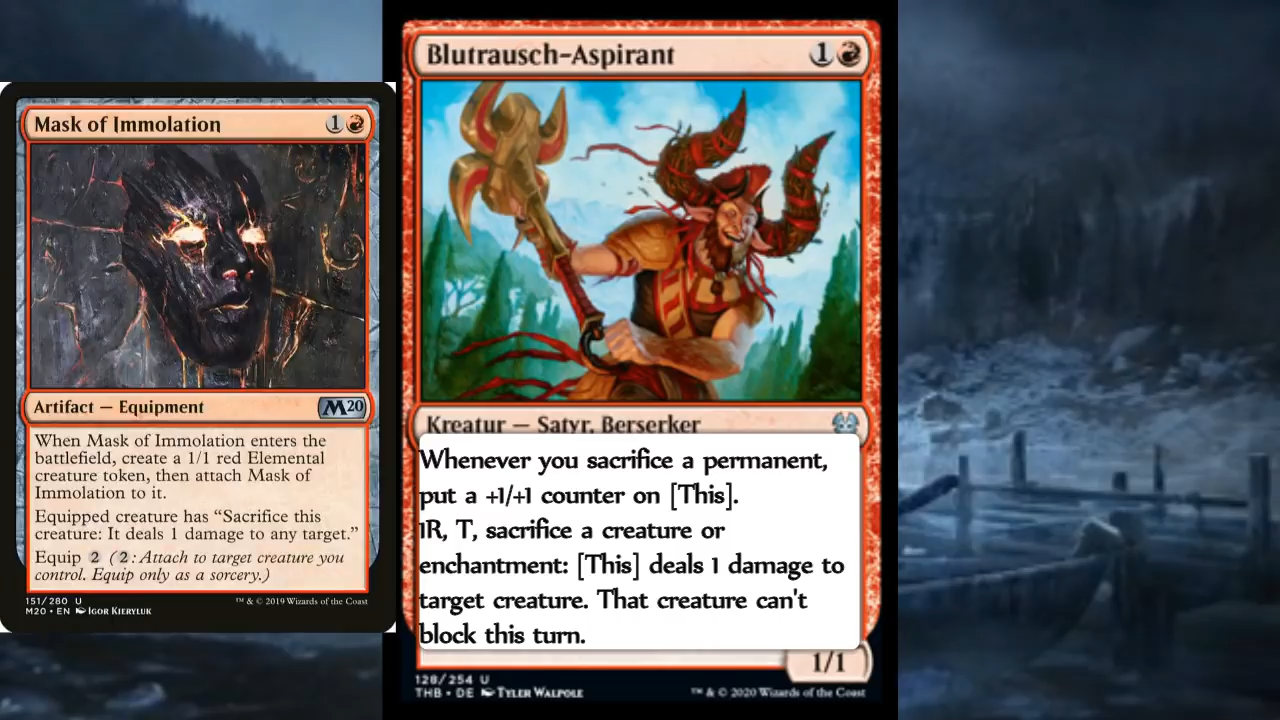 Mask of Immolation
1
Artifact — Equipment
M20
When Mask of Immolation enters the
battlefield, create a 1/1 red Elemental
creature token, then attach Mask of
Immolation to it.
Equipped creature has “Sacrifice this
creature: It deals 1 damage to any target.”
Equip 2 (2: Attach to target creature you
control. Equip only as a sorcery.)
151/280 U
M20 • EN Igor Kieryluk
™ & © 2019 Wizards of the Coast
Blutrausch-Aspirant
1
Kreatur — Satyr, Berserker
Whenever you sacrifice a permanent,
put a +1/+1 counter on [This].
1R, T, sacrifice a creature or
enchantment: [This] deals 1 damage to
target creature. That creature can't
block this turn.
1/1
128/254 U
THB • DE Tyler Walpole
™ & © 2020 Wizards of the Coast